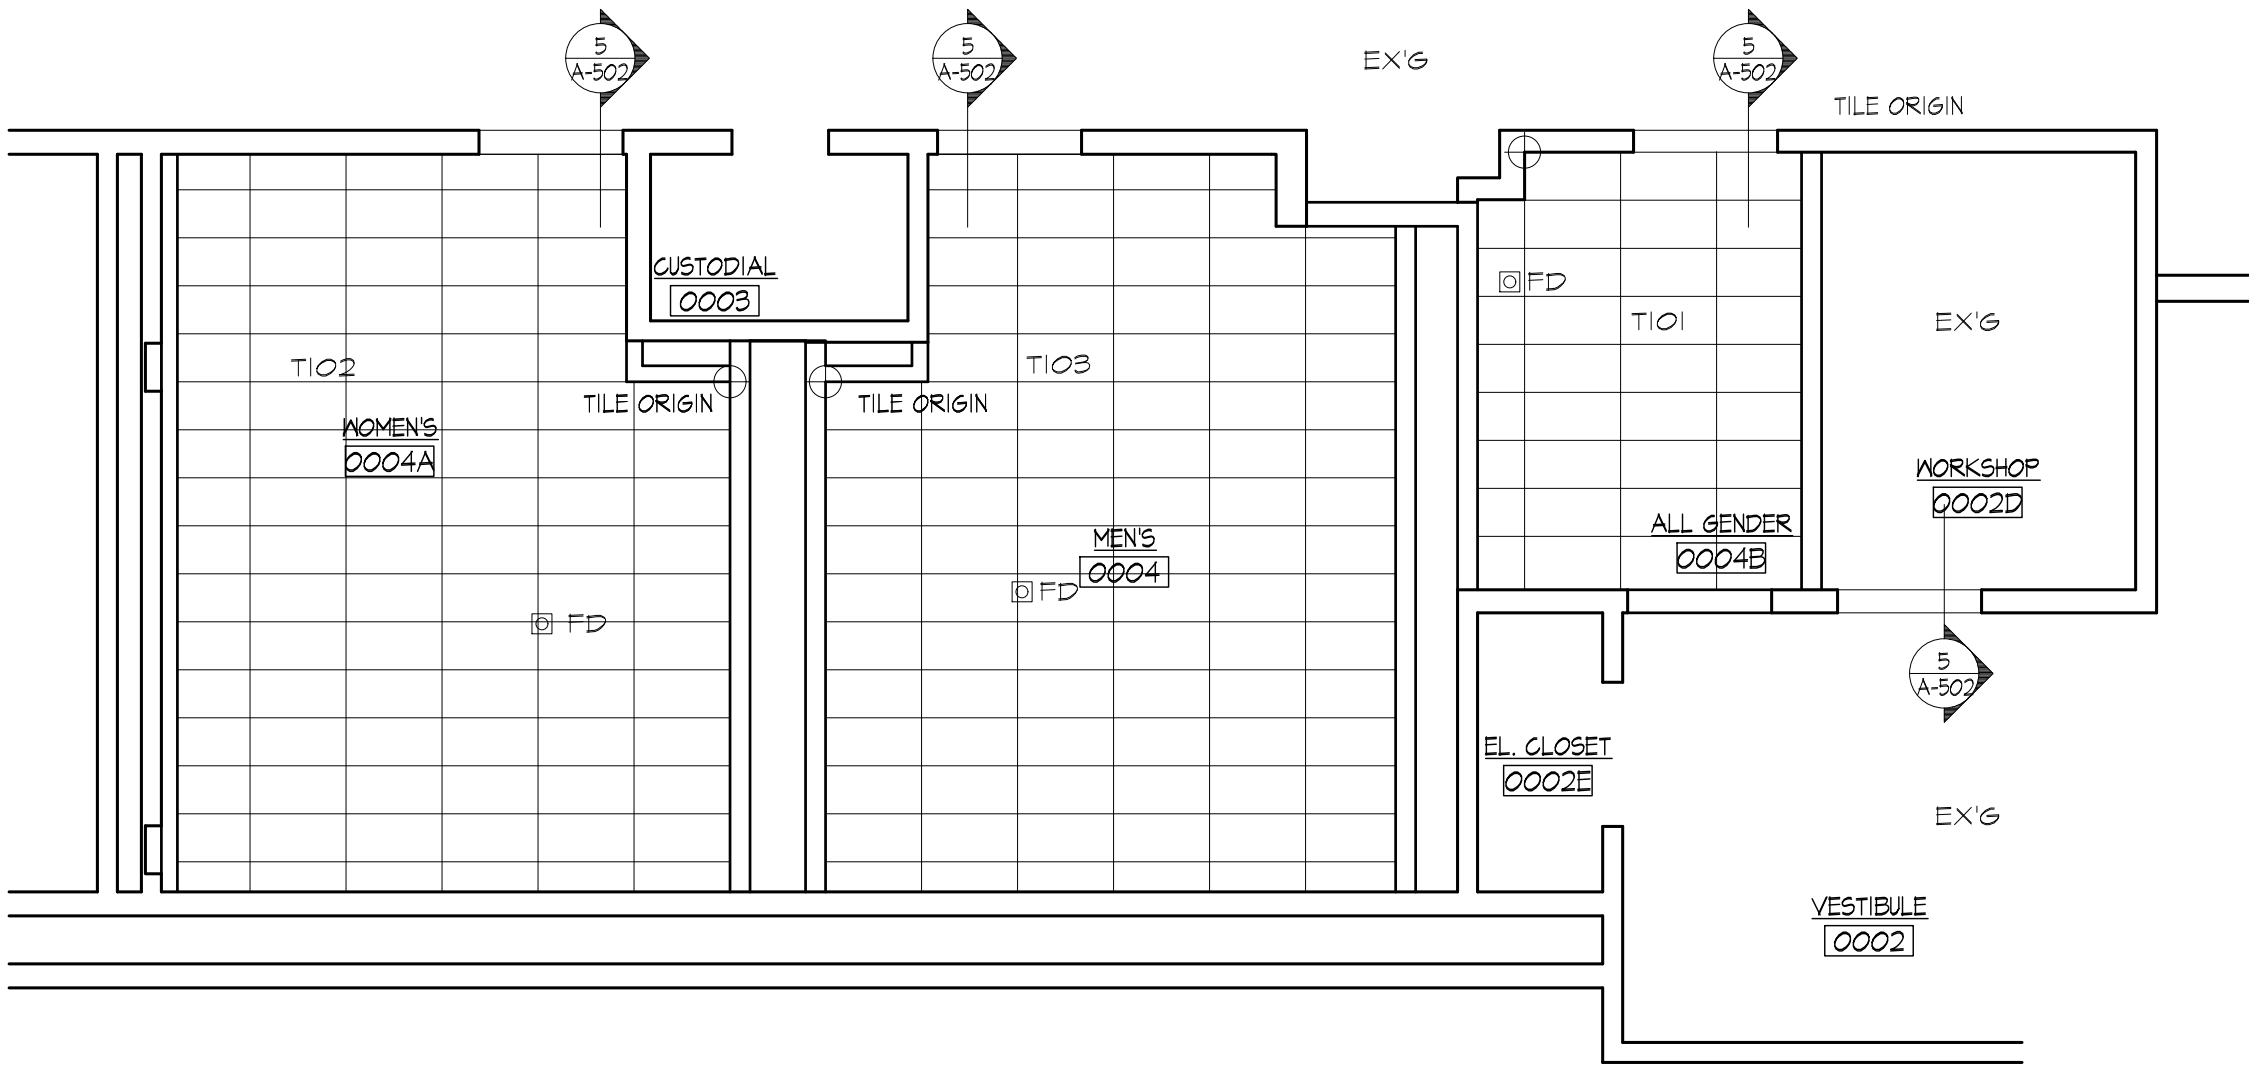 5
A-502
5
A-502
EX'G
5
A-502
TILE ORIGIN
CUSTODIAL
0003
FD
T101
EX'G
T102
T103
TILE ORIGIN
TILE ORIGIN
WOMEN'S
0004A
WORKSHOP
0002D
ALL GENDER
0004B
MEN'S
0004
FD
FD
5
A-502
EL. CLOSET
0002E
EX'G
VESTIBULE
0002